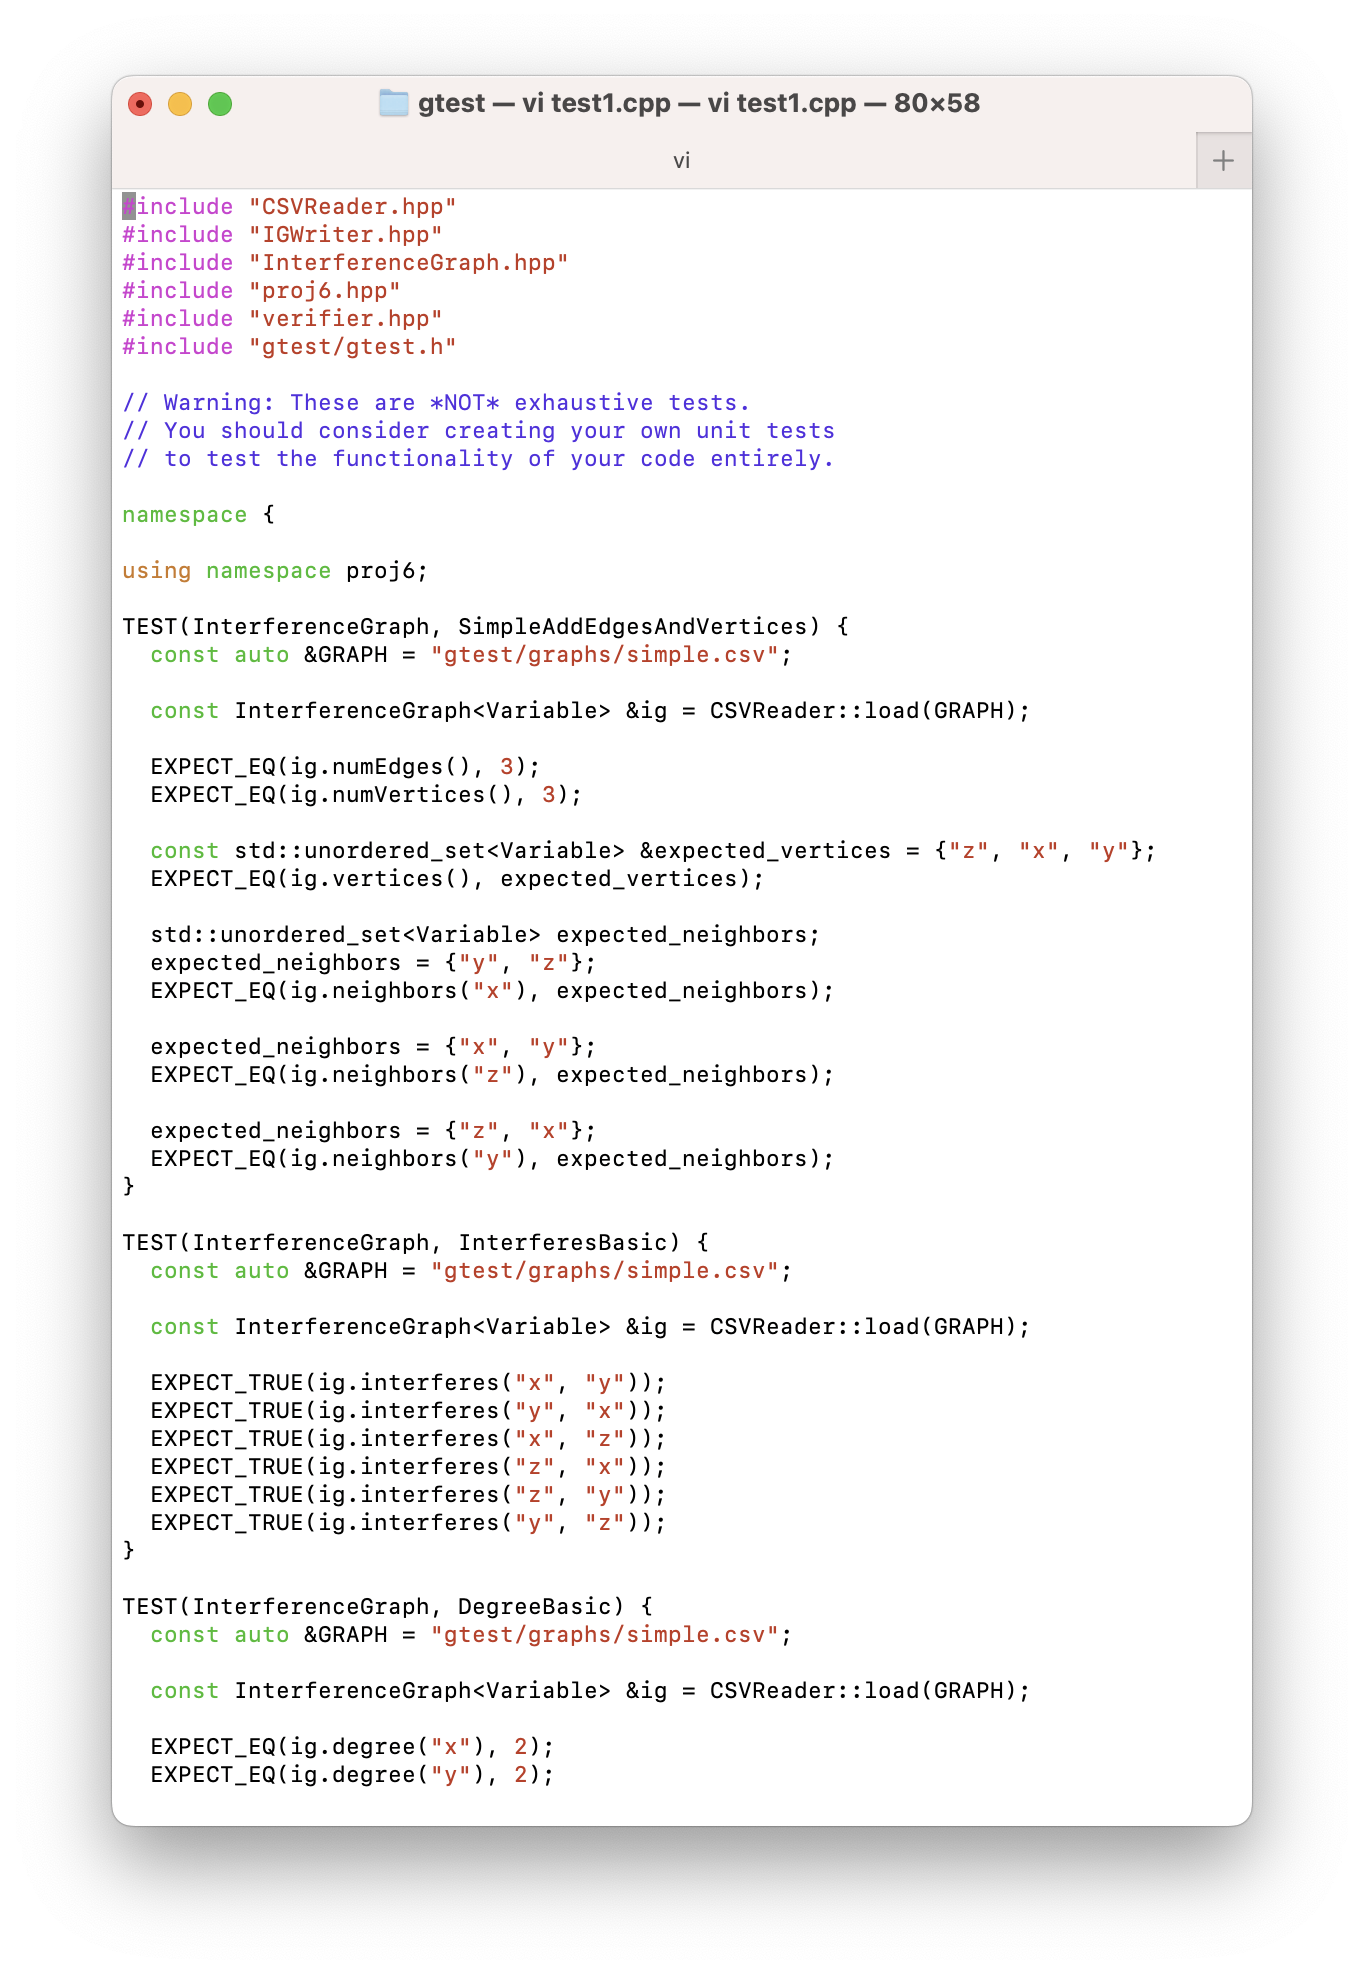 gtest — vi test1.cpp — vi test1.cpp — 80×58
vi
#include "CSVReader.hpp"
#include "IGWriter.hpp"
#include "InterferenceGraph.hpp"
#include "proj6.hpp"
#include "verifier.hpp"
#include "gtest/gtest.h"

// Warning: These are *NOT* exhaustive tests.
// You should consider creating your own unit tests
// to test the functionality of your code entirely.

namespace {

using namespace proj6;

TEST(InterferenceGraph, SimpleAddEdgesAndVertices) {
  const auto &GRAPH = "gtest/graphs/simple.csv";

  const InterferenceGraph<Variable> &ig = CSVReader::load(GRAPH);

  EXPECT_EQ(ig.numEdges(), 3);
  EXPECT_EQ(ig.numVertices(), 3);

  const std::unordered_set<Variable> &expected_vertices = {"z", "x", "y"};
  EXPECT_EQ(ig.vertices(), expected_vertices);

  std::unordered_set<Variable> expected_neighbors;
  expected_neighbors = {"y", "z"};
  EXPECT_EQ(ig.neighbors("x"), expected_neighbors);

  expected_neighbors = {"x", "y"};
  EXPECT_EQ(ig.neighbors("z"), expected_neighbors);

  expected_neighbors = {"z", "x"};
  EXPECT_EQ(ig.neighbors("y"), expected_neighbors);
}

TEST(InterferenceGraph, InterferesBasic) {
  const auto &GRAPH = "gtest/graphs/simple.csv";

  const InterferenceGraph<Variable> &ig = CSVReader::load(GRAPH);

  EXPECT_TRUE(ig.interferes("x", "y"));
  EXPECT_TRUE(ig.interferes("y", "x"));
  EXPECT_TRUE(ig.interferes("x", "z"));
  EXPECT_TRUE(ig.interferes("z", "x"));
  EXPECT_TRUE(ig.interferes("z", "y"));
  EXPECT_TRUE(ig.interferes("y", "z"));
}

TEST(InterferenceGraph, DegreeBasic) {
  const auto &GRAPH = "gtest/graphs/simple.csv";

  const InterferenceGraph<Variable> &ig = CSVReader::load(GRAPH);

  EXPECT_EQ(ig.degree("x"), 2);
  EXPECT_EQ(ig.degree("y"), 2);